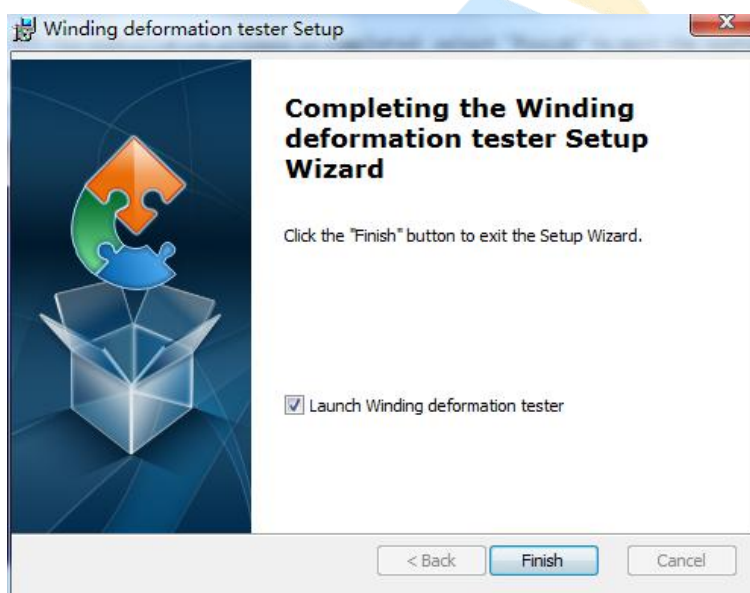 Winding deformation tester Setup
Completing the Winding
deformation tester Setup
Wizard
Click the "Finish" button to exit the Setup Wizard.
Launch Winding deformation tester
< Back
Finish
Cancel